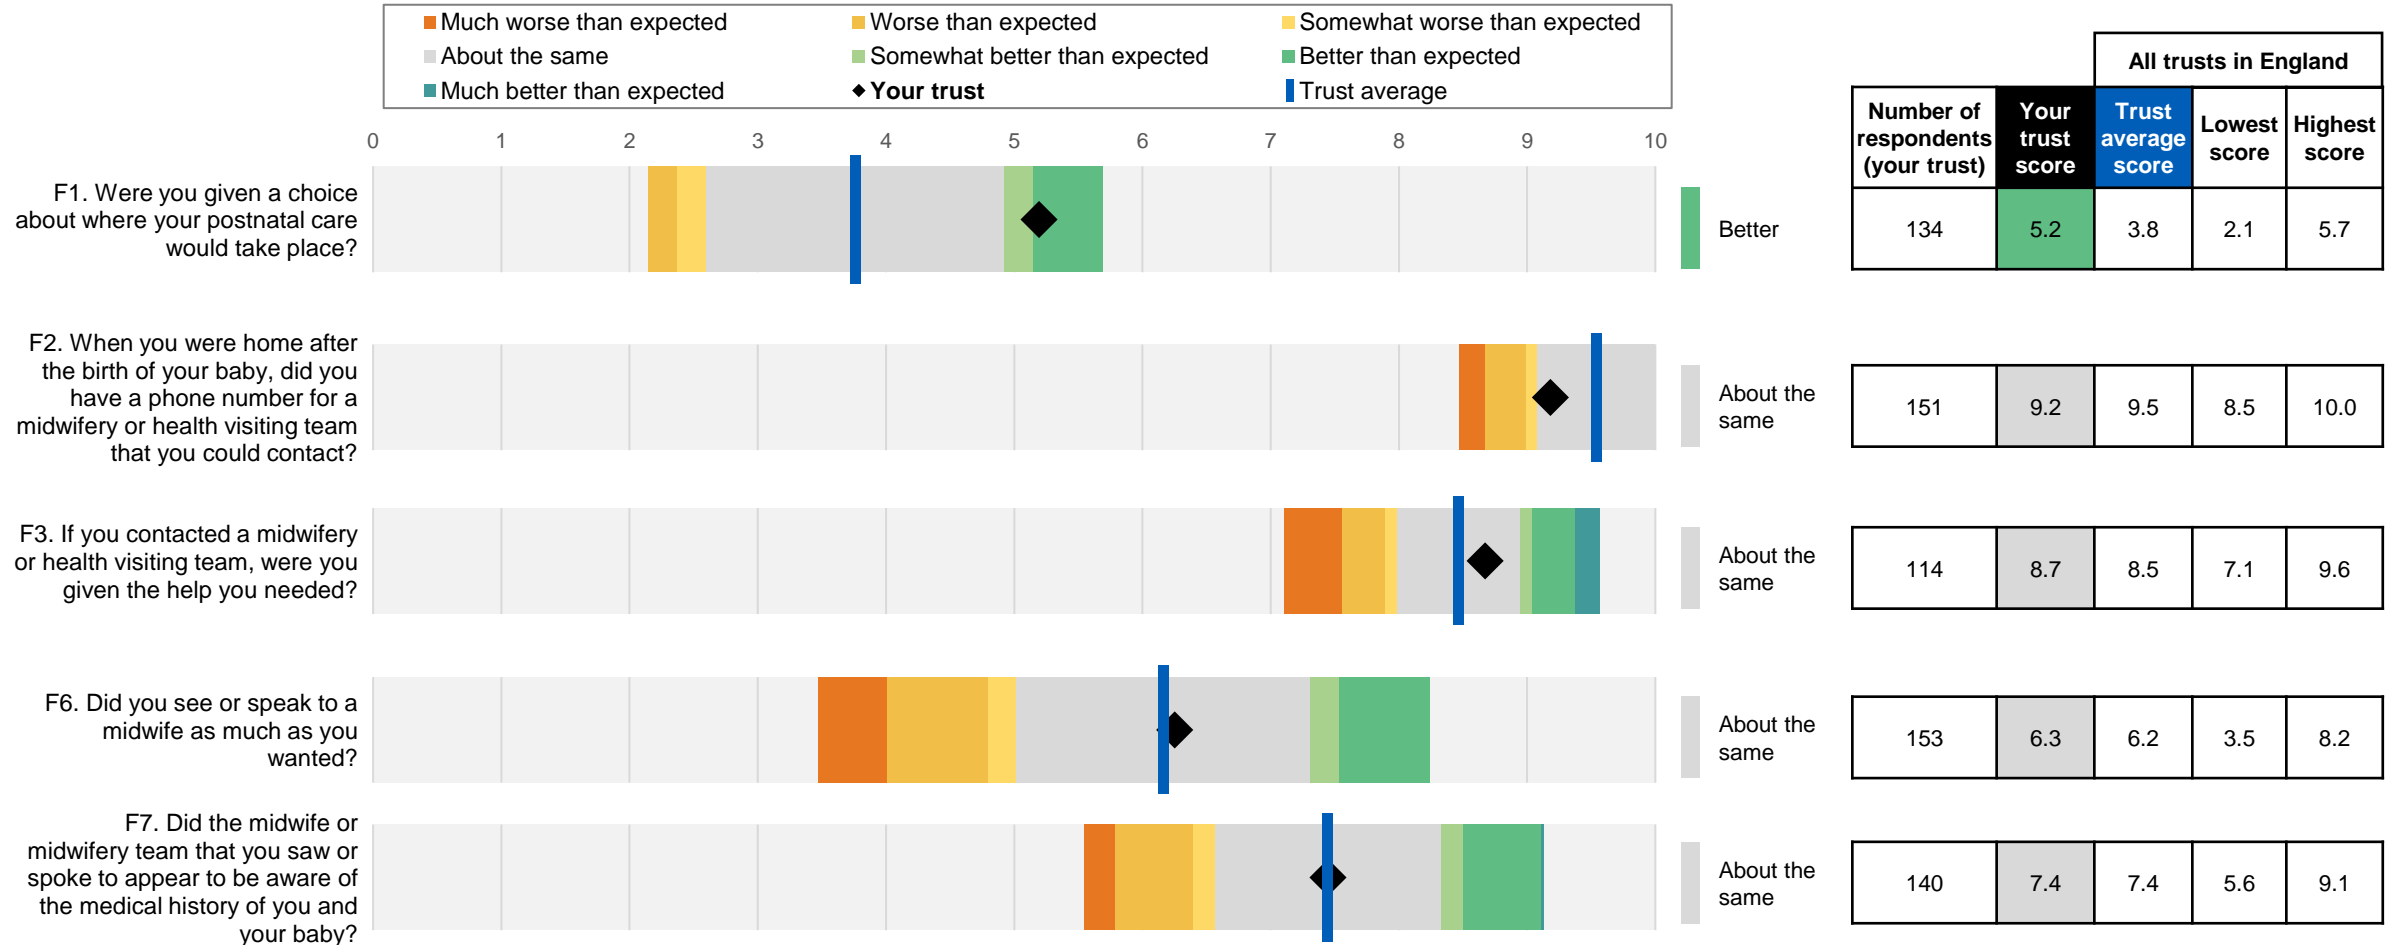 Much worse than expected
Worse than expected
Somewhat worse than expected
About the same
Somewhat better than expected
Better than expected
Much better than expected
Your trust
Trust average
All trusts in England
Number of
respondents
(your trust)
Your
trust
score
Trust
average
score
Lowest
score
Highest
score
0 1 2 3 4 5 6 7 8 9 10
F1. Were you given a choice
about where your postnatal care
would take place?
Better
134 5.2 3.8 2.1 5.7
F2. When you were home after
the birth of your baby, did you
have a phone number for a
midwifery or health visiting team
that you could contact?
About the
same
151 9.2 9.5 8.5 10.0
F3. If you contacted a midwifery
or health visiting team, were you
given the help you needed?
About the
same
114 8.7 8.5 7.1 9.6
F6. Did you see or speak to a
midwife as much as you
wanted?
About the
same
153 6.3 6.2 3.5 8.2
F7. Did the midwife or
midwifery team that you saw or
spoke to appear to be aware of
the medical history of you and
your baby?
About the
same
140 7.4 7.4 5.6 9.1